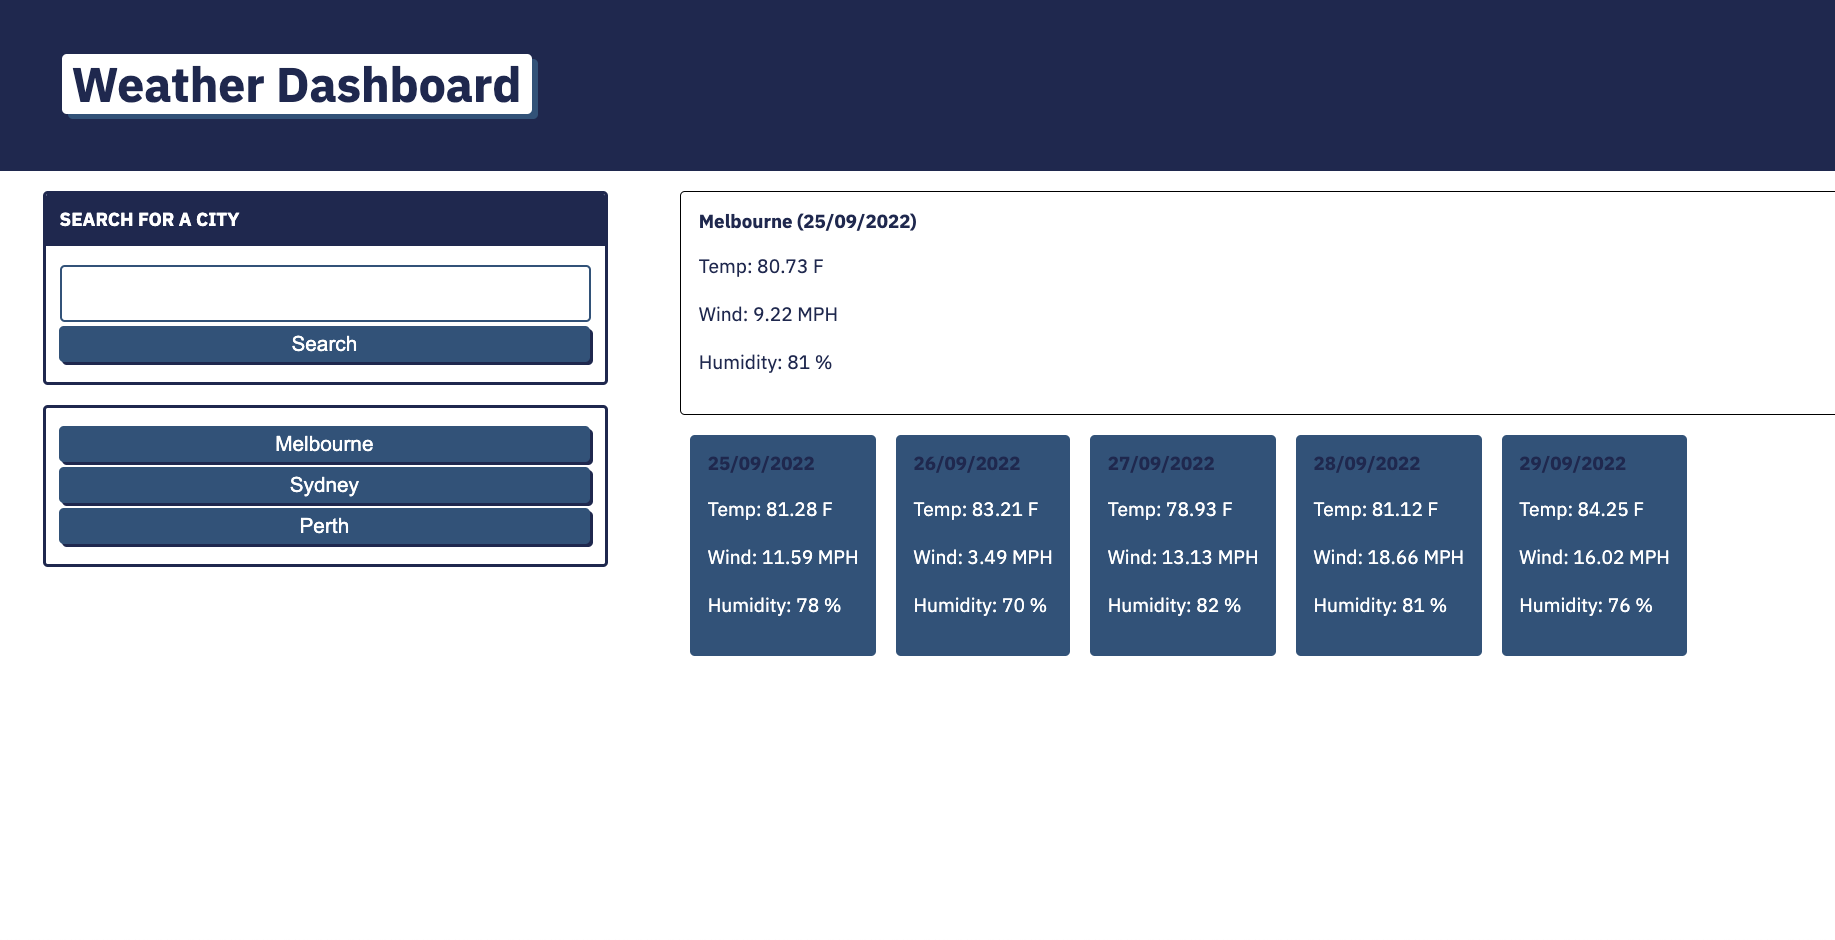 Weather Dashboard
SEARCH FOR A CITY
Search
Melbourne
Sydney
Perth
Melbourne (25/09/2022)
Temp: 80.73 F
Wind: 9.22 MPH
Humidity: 81 %
25/09/2022
Temp: 81.28 F
Wind: 11.59 MPH
Humidity: 78 %
26/09/2022
Temp: 83.21 F
Wind: 3.49 MPH
Humidity: 70 %
27/09/2022
Temp: 78.93 F
Wind: 13.13 MPH
Humidity: 82 %
28/09/2022
Temp: 81.12 F
Wind: 18.66 MPH
Humidity: 81 %
29/09/2022
Temp: 84.25 F
Wind: 16.02 MPH
Humidity: 76 %